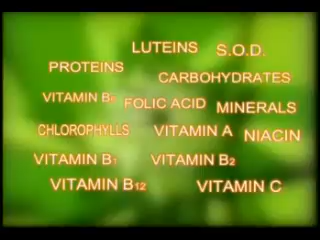 LUTEINS S.O.D.
PROTEINS
CARBOHYDRATES
VITAMIN B
FOLIC ACID MINERALS
CHLOROPHYLLS VITAMIN A NIACIN
VITAMIN B1 VITAMIN B2
VITAMIN B12 VITAMIN C